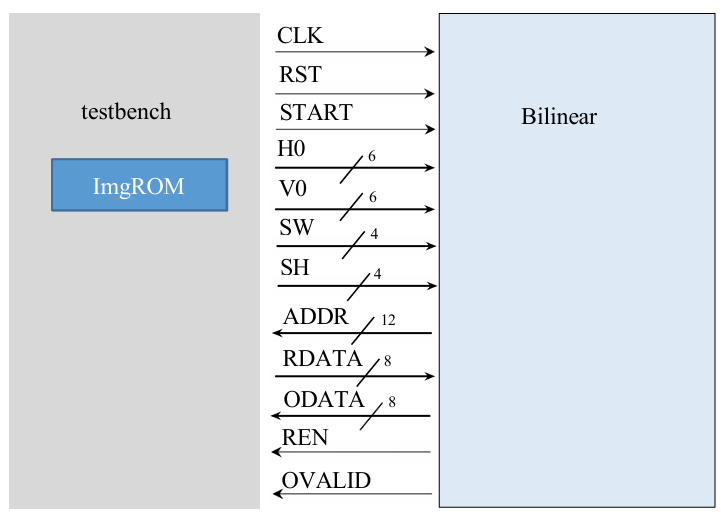 CLK
RST
START
testbench
Bilinear
H0
6
ImgROM
V0
6
SW
4
SH
4
ADDR
12
RDATA
8
ODATA
8
REN
OVALID